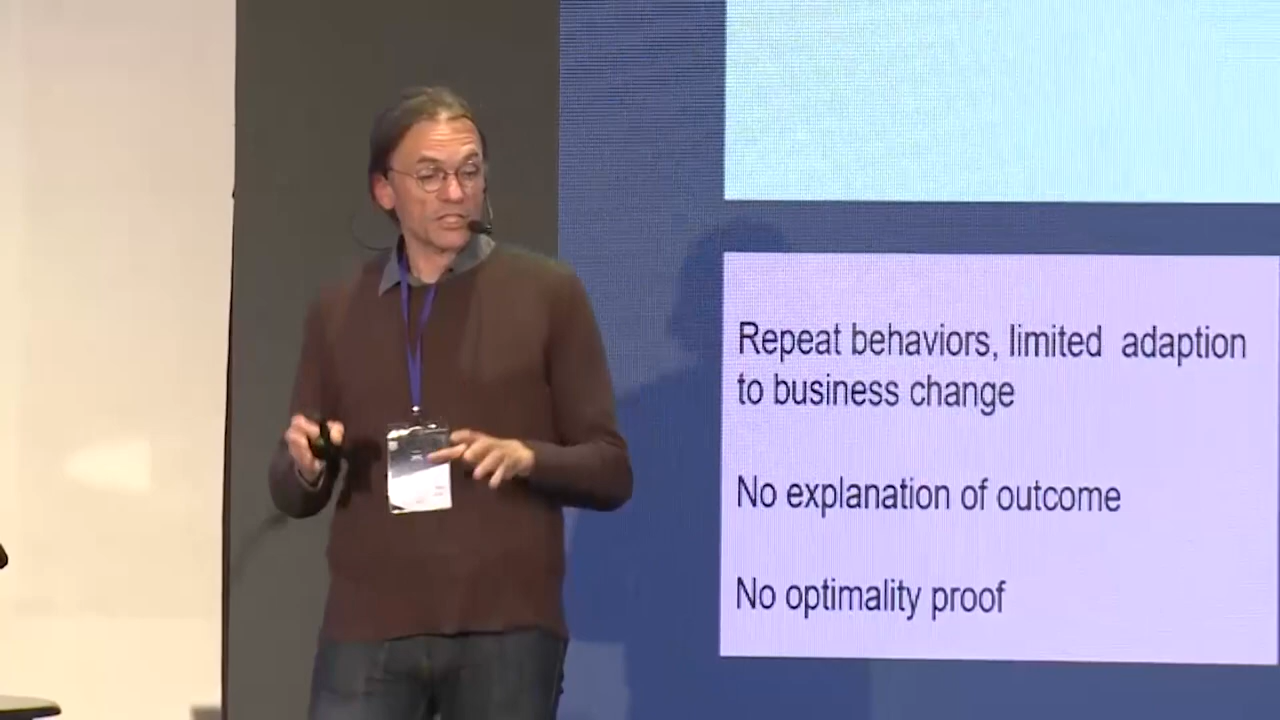 Repeat behaviors, limited adaption
to business change
No explanation of outcome
No optimality proof